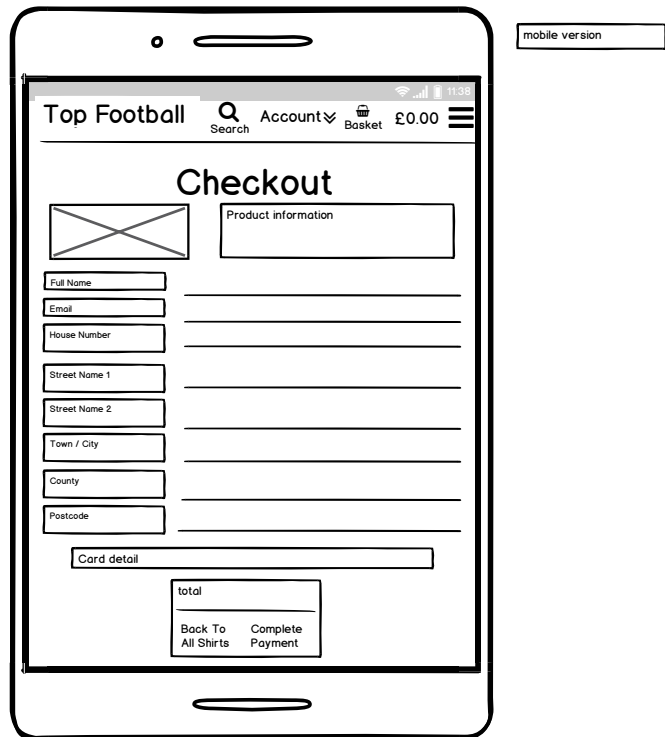 mobile version
11:38
Top Football
Search
Account
Basket
£0.00
Checkout
Product information
Full Name
Email
House Number
Street Name 1
Street Name 2
Town / City
County
Postcode
Card detail
total
Back To
All Shirts
Complete
Payment